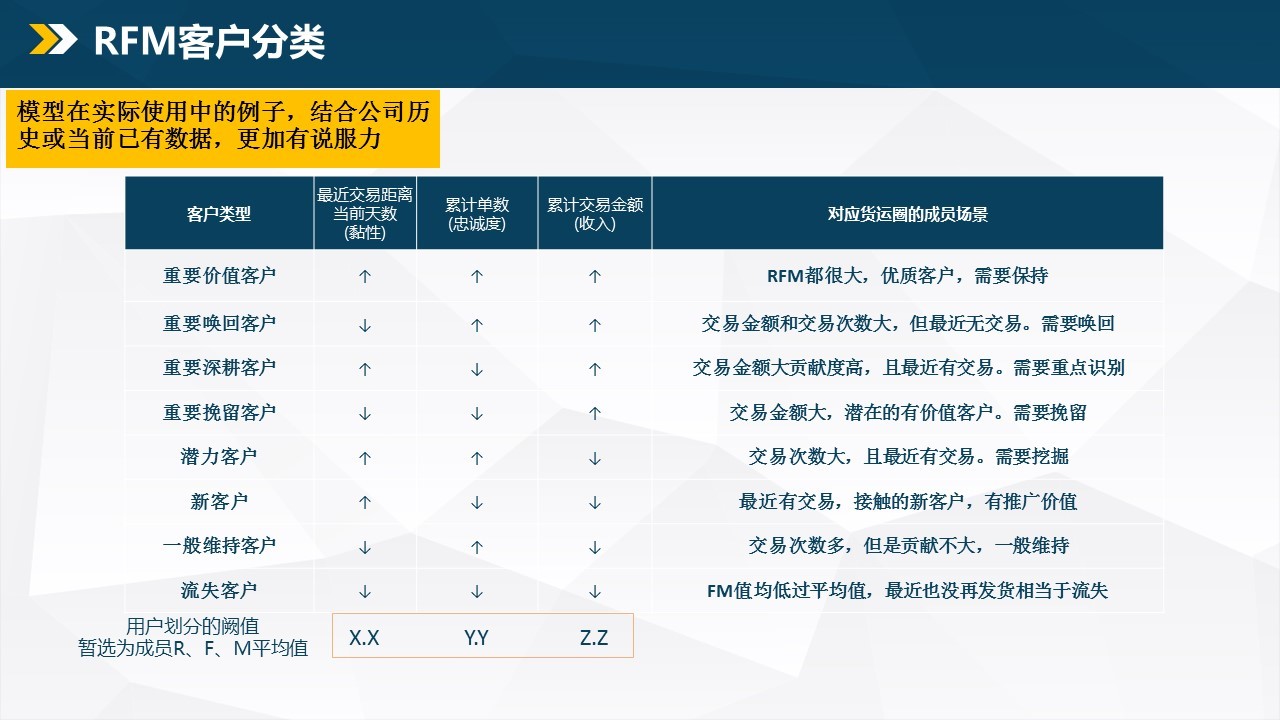 RFM客户分类
模型在实际使用中的例子，结合公司历
史或当前已有数据，更加有说服力
客户类型
最近交易距离
当前天数
(黏性)
累计单数
(忠诚度)
累计交易金额
(收入)
对应货运圈的成员场景
重要价值客户 ↑ ↑ ↑ RFM都很大，优质客户，需要保持
重要唤回客户 ↓ ↑ ↑ 交易金额和交易次数大，但最近无交易。需要唤回
重要深耕客户 ↑ ↓ ↑ 交易金额大贡献度高，且最近有交易。需要重点识别
重要挽留客户 ↓ ↓ ↑ 交易金额大，潜在的有价值客户。需要挽留
潜力客户 ↑ ↑ ↓ 交易次数大，且最近有交易。需要挖掘
新客户 ↑ ↓ ↓ 最近有交易，接触的新客户，有推广价值
一般维持客户 ↓ ↑ ↓ 交易次数多，但是贡献不大，一般维持
流失客户 ↓ ↓ ↓ FM值均低过平均值，最近也没再发货相当于流失
用户划分的阙值
暂选为成员R、F、M平均值
X.X Y.Y Z.Z